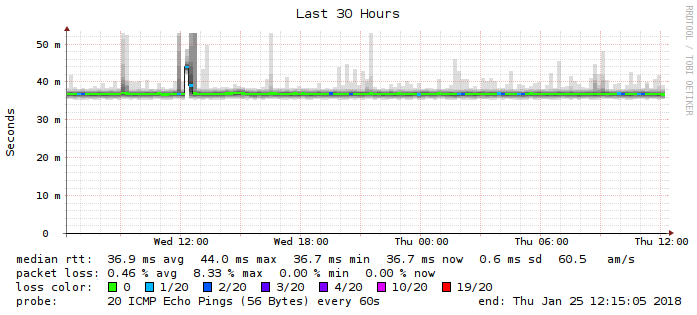 Last 30 Hours
RRDTOOL / TOBI OETIKER
Seconds
50 m
40 m
30 m
20 m
10 m
0
Wed 12:00 Wed 18:00 Thu 00:00 Thu 06:00 Thu 12:00
median rtt: 36.9 ms avg 44.0 ms max 36.7 ms min 36.7 ms now 0.6 ms sd 60.5 am/s
packet loss: 0.46 % avg 8.33 % max 0.00 % min 0.00 % now
loss color: 0 1/20 2/20 3/20 4/20 10/20 19/20
probe: 20 ICMP Echo Pings (56 Bytes) every 60s end: Thu Jan 25 12:15:05 2018